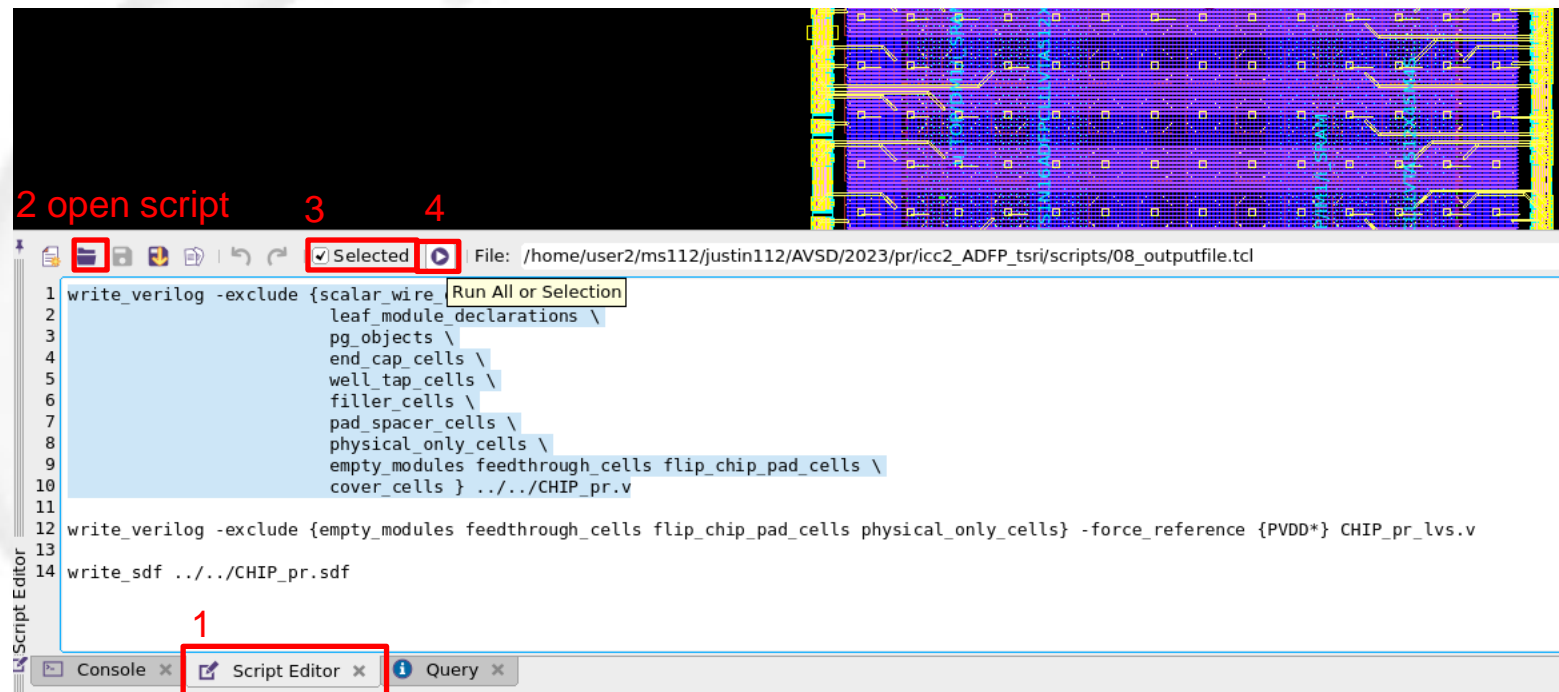 2 open script
3
4
Selected
File: /home/user2/ms112/justin112/AVSD/2023/pr/icc2_ADFP_tsri/scripts/08_outputfile.tcl
Run All or Selection
1 write_verilog -exclude {scalar_wire_
2 leaf_module_declarations \
3 pg_objects \
4 end_cap_cells \
5 well_tap_cells \
6 filler_cells \
7 pad_spacer_cells \
8 physical_only_cells \
9 empty_modules feedthrough_cells flip_chip_pad_cells \
10 cover_cells } ../../CHIP_pr.v
11
12 write_verilog -exclude {empty_modules feedthrough_cells flip_chip_pad_cells physical_only_cells} -force_reference {PVDD*} CHIP_pr_lvs.v
13
14 write_sdf ../../CHIP_pr.sdf
Script Editor
1
Console
Script Editor
Query